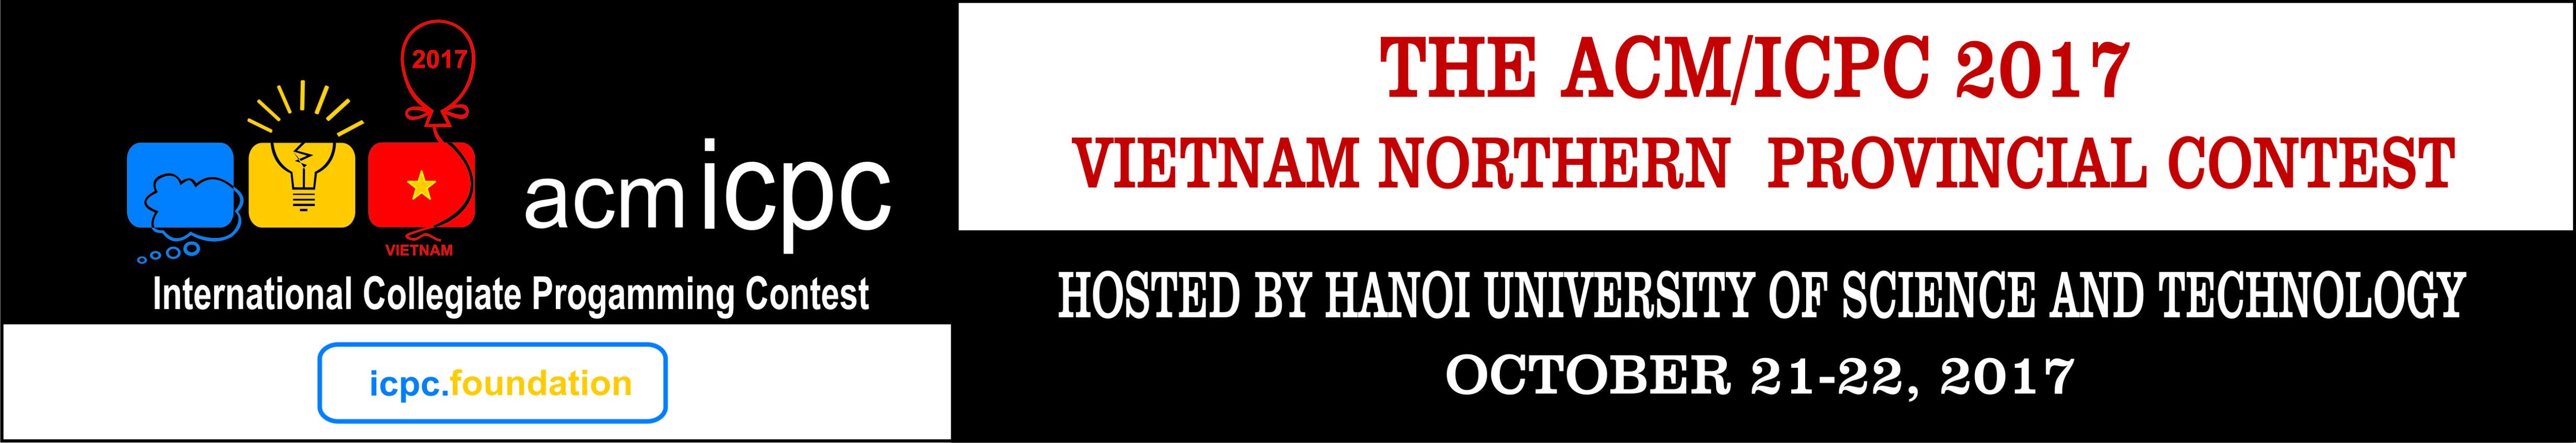 2017
VIETNAM
acm icpc
International Collegiate Progamming Contest
icpc.foundation
THE ACM/ICPC 2017
VIETNAM NORTHERN PROVINCIAL CONTEST
HOSTED BY HANOI UNIVERSITY OF SCIENCE AND TECHNOLOGY
OCTOBER 21-22, 2017